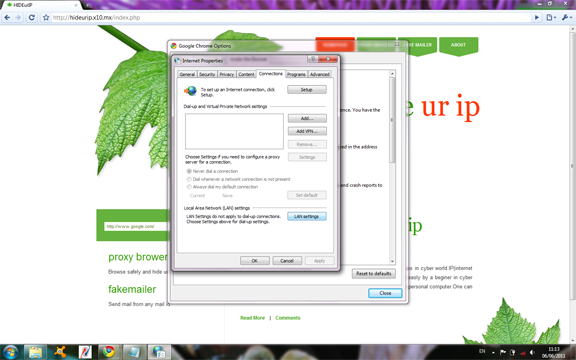 HIDEurIP
http://hideurip.x10.mx/index.php
Google Chrome Options
MAILER
ABOUT
Internet Properties
General Security Privacy Content Connections Programs Advanced
To set up an Internet connection, click
Setup.
Setup
Dial-up and Virtual Private Network settings
Add...
Add VPN...
Remove...
Choose Settings if you need to configure a proxy
server for a connection.
Settings
Never dial a connection
Dial whenever a network connection is not present
Always dial my default connection
Current None
Set default
Local Area Network (LAN) settings
LAN Settings do not apply to dial-up connections.
Choose Settings above for dial-up settings.
LAN settings
OK Cancel Apply
ence. You have the
in the address
and crash reports to
Reset to defaults
Close
ur ip
ip
http://www.google.com/
proxy brower
Browse safely and hide u
fakemailer
Send mail from any mail
in cyber world.IP(internet
by a beginer in cyber
personal computer.One can
Read More | Comments
EN
11:13
06/06/2011